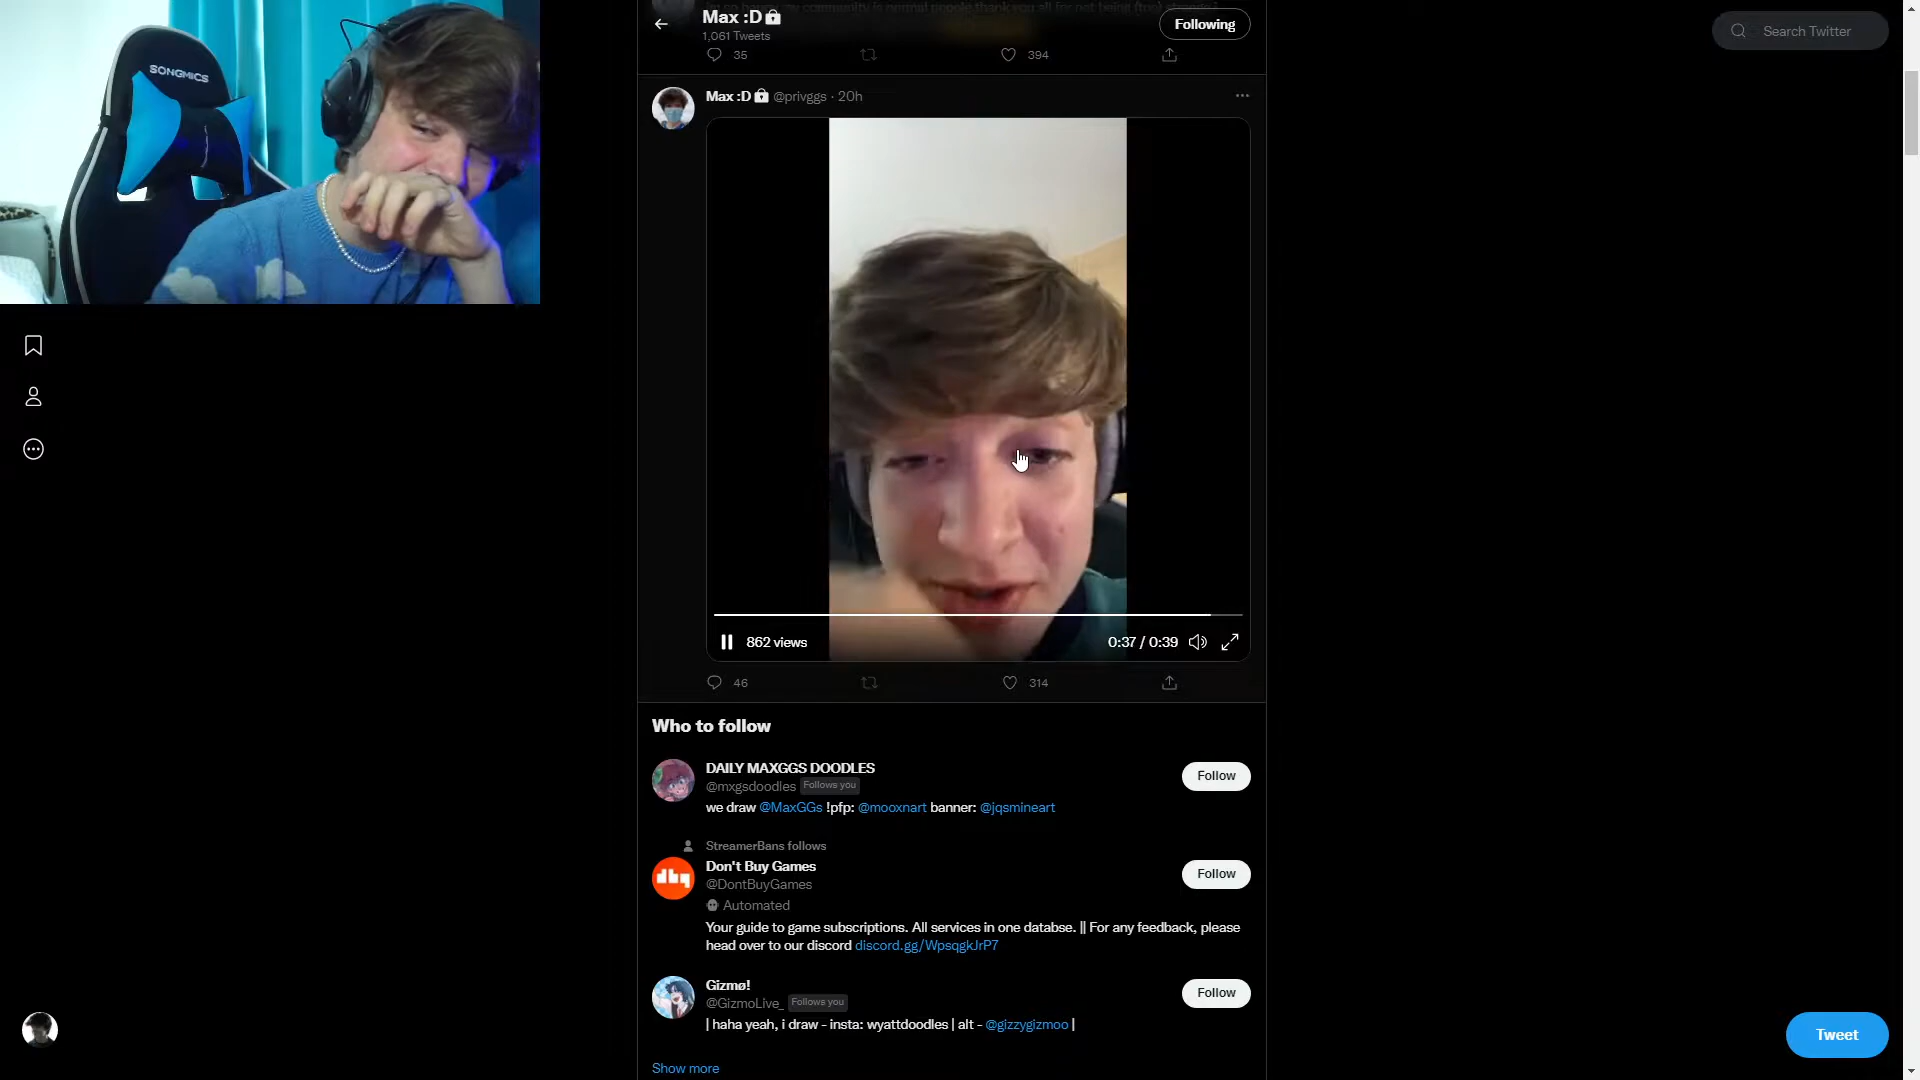 SONGMICS
Max :D
1,061 Tweets
Following
Search Twitter
35
394
Max :D @privggs · 20h
862 views
0:37 / 0:39
46
314
Who to follow
DAILY MAXGGS DOODLES
@mxgsdoodles Follows you
Follow
we draw @MaxGGs !pfp: @mooxnart banner: @jqsmineart
StreamerBans follows
Don't Buy Games
@DontBuyGames
Follow
dbg
Automated
Your guide to game subscriptions. All services in one databse. || For any feedback, please
head over to our discord discord.gg/WpsqgkJrP7
Gizmø!
@GizmoLive_ Follows you
Follow
| haha yeah, i draw - insta: wyattdoodles | alt - @gizzygizmoo |
Show more
Tweet